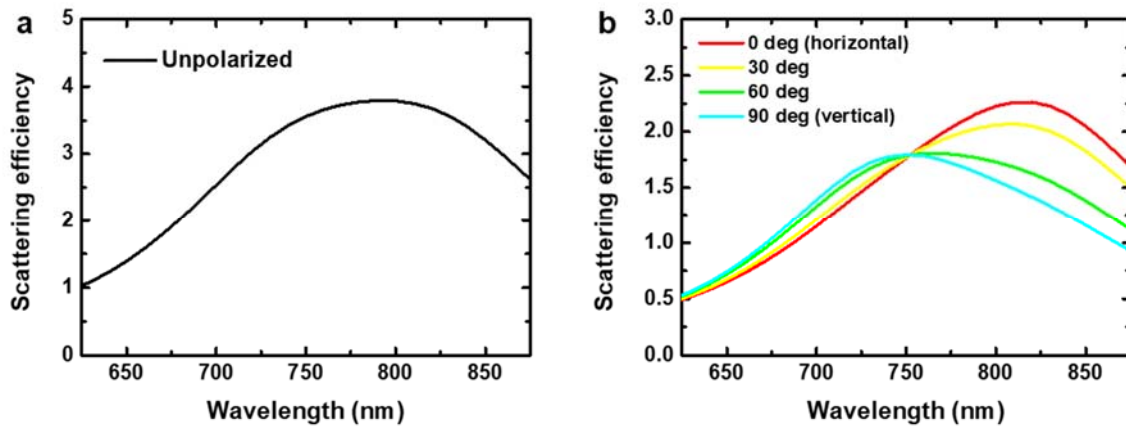 a
Unpolarized
Scattering efficiency
5
4
3
2
1
0
650 700 750 800 850
Wavelength (nm)
b
0 deg (horizontal)
30 deg
60 deg
90 deg (vertical)
Scattering efficiency
3.0
2.5
2.0
1.5
1.0
0.5
0.0
650 700 750 800 850
Wavelength (nm)